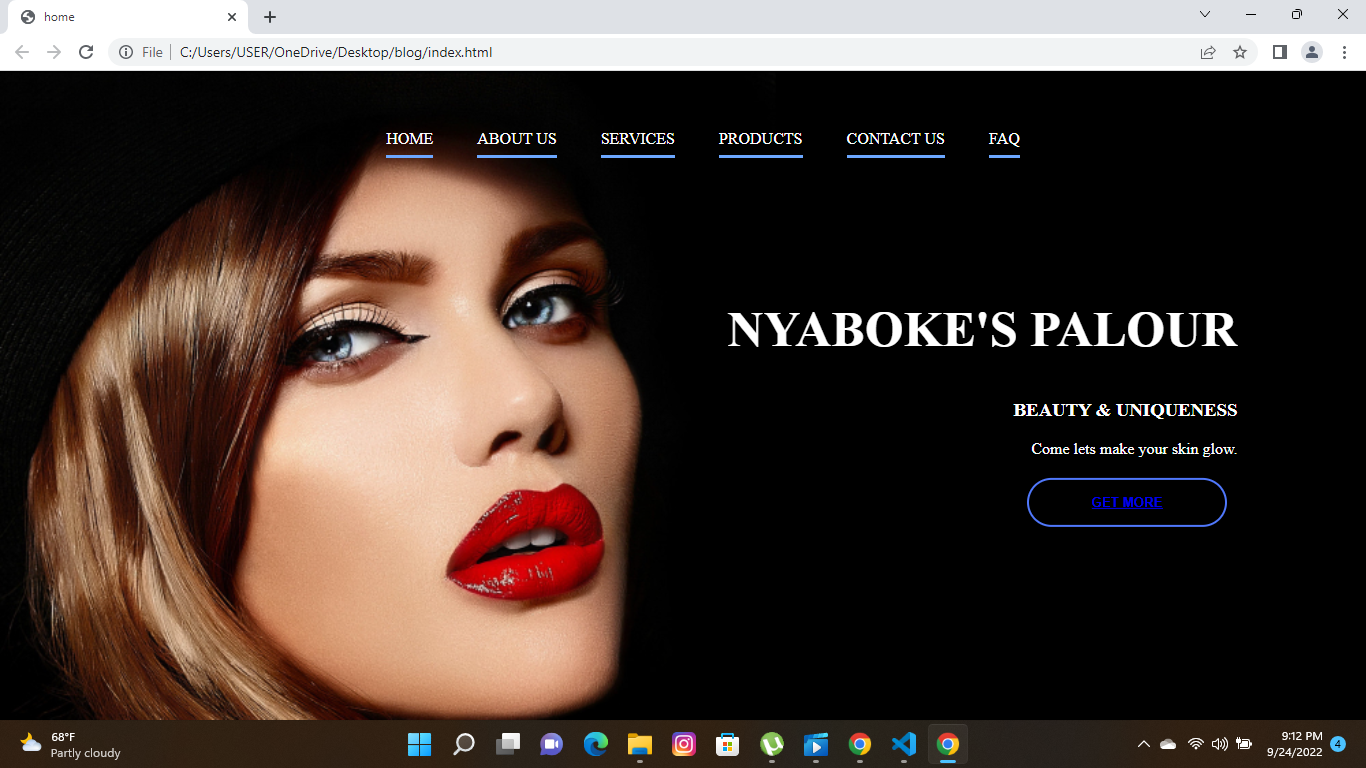 home
File
C:/Users/USER/OneDrive/Desktop/blog/index.html
HOME ABOUT US SERVICES PRODUCTS CONTACT US FAQ
NYABOKE'S PALOUR
BEAUTY & UNIQUENESS
Come lets make your skin glow.
GET MORE
68°F
Partly cloudy
9:12 PM
9/24/2022
4